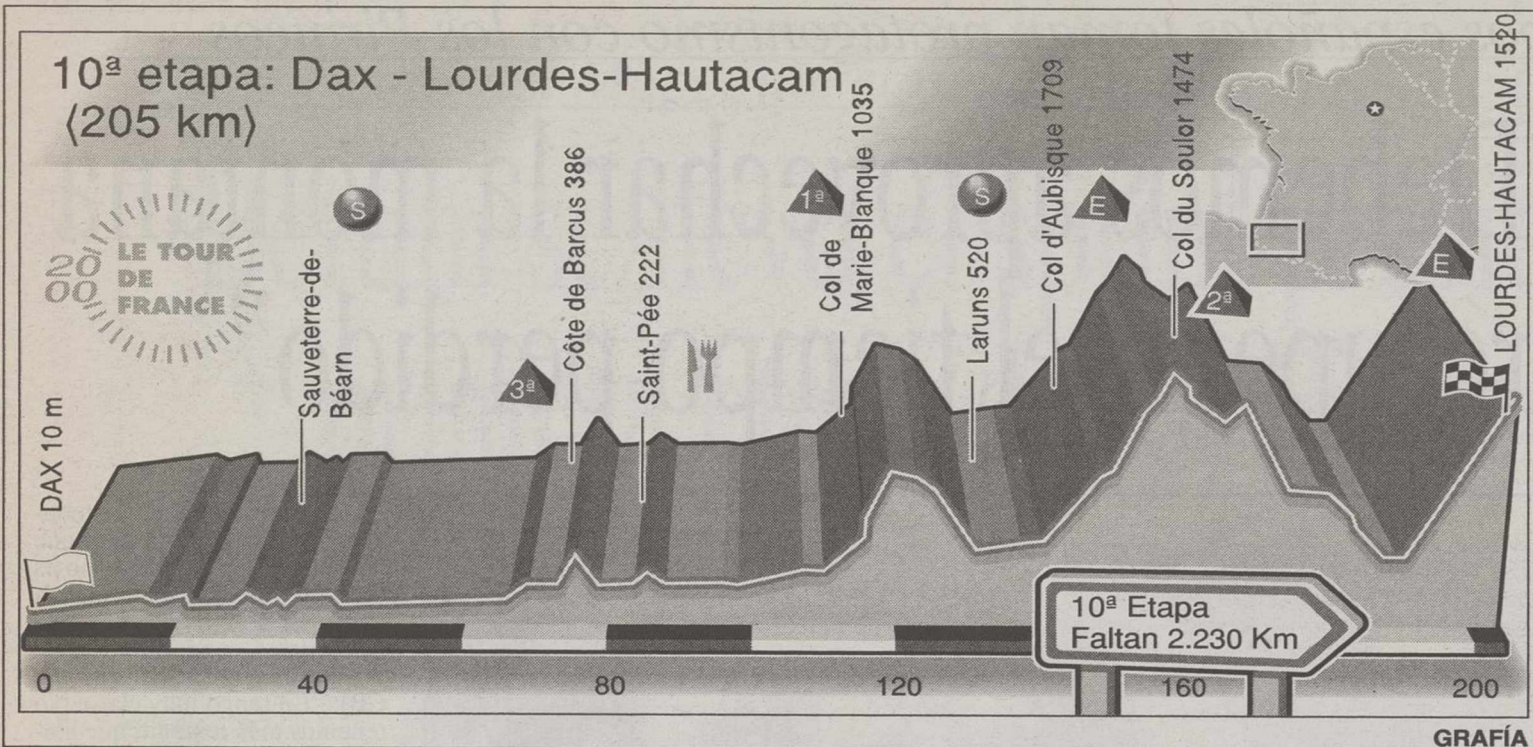 10ª etapa: Dax - Lourdes-Hautacam
(205 km)
2000
LE TOUR
DE
FRANCE
DAX 10 m
S
Sauveterre-de-
Béarn
3ª
Côte de Barcus 386
Saint-Pée 222
1ª
Col de
Marie-Blanque 1035
S
Laruns 520
E
Col d'Aubisque 1709
Col du Soulor 1474
2ª
E
LOURDES-HAUTACAM 1520
10ª Etapa
Faltan 2.230 Km
0 40 80 120 160 200
GRAFÍA